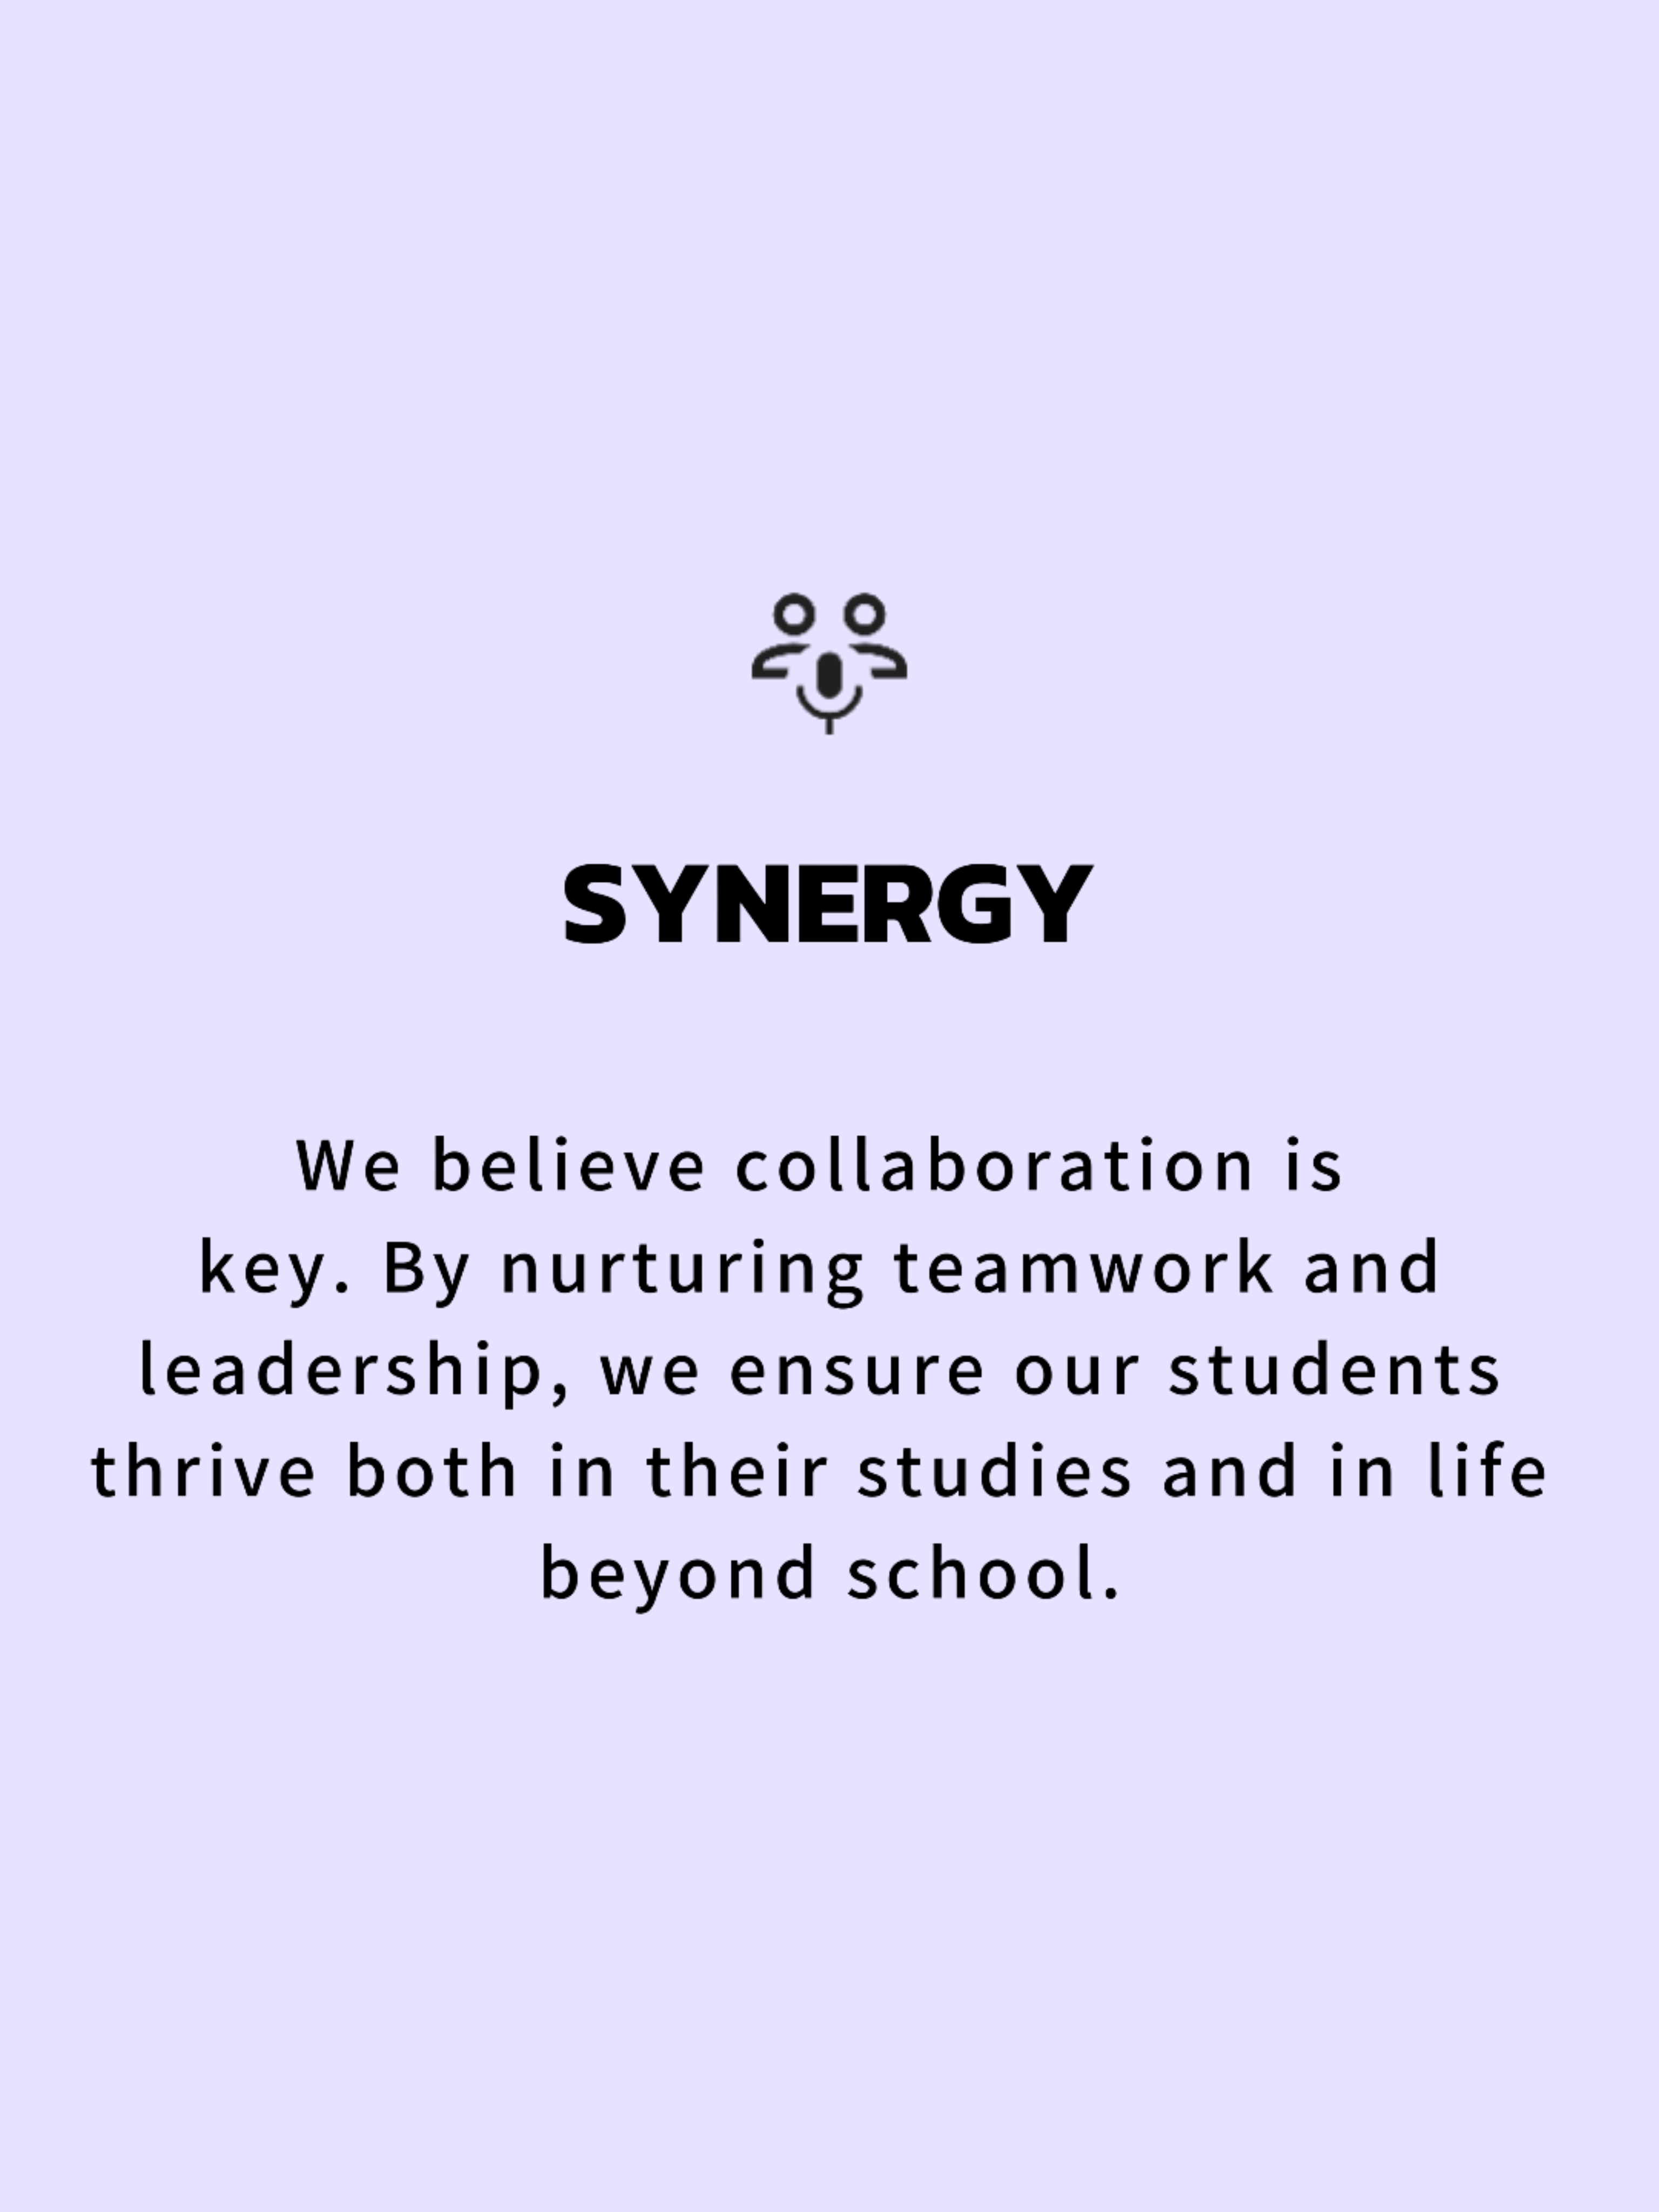 SYNERGY
We believe collaboration is
key. By nurturing teamwork and
leadership, we ensure our students
thrive both in their studies and in life
beyond school.